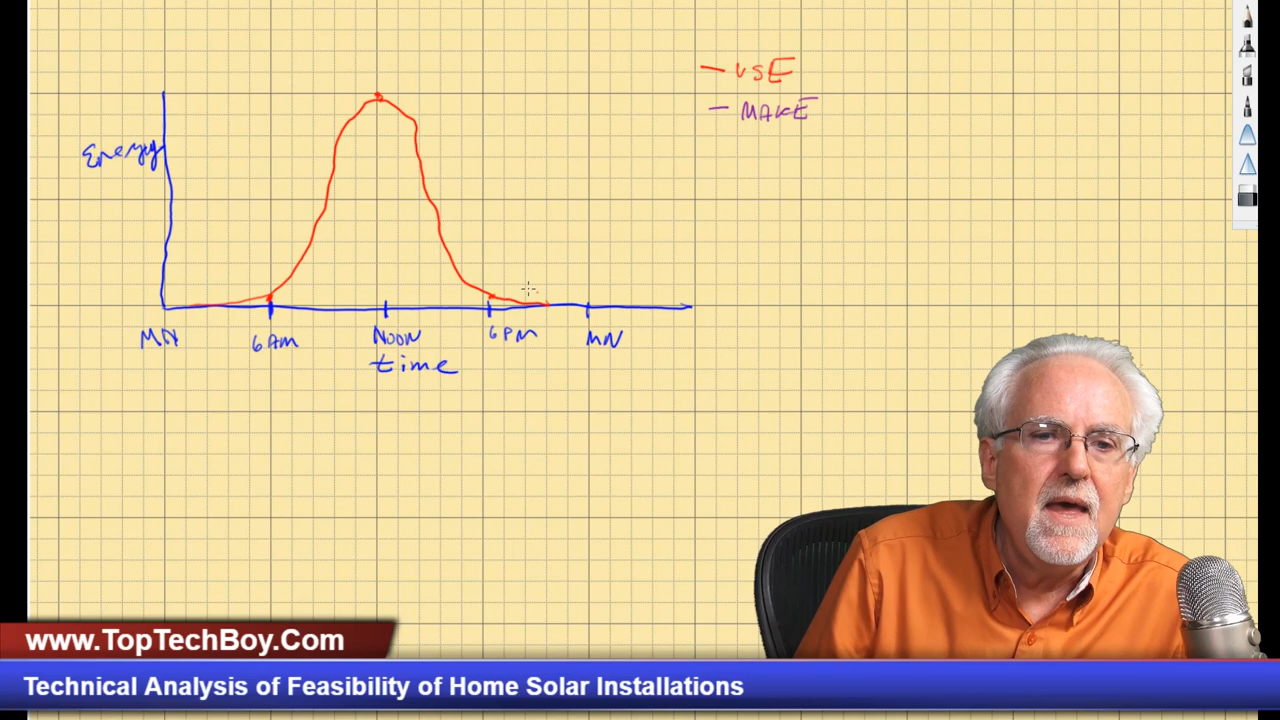 — USE
— MAKE
Energy
MN 6AM NOON 6PM MN
time
www.TopTechBoy.Com
Technical Analysis of Feasibility of Home Solar Installations